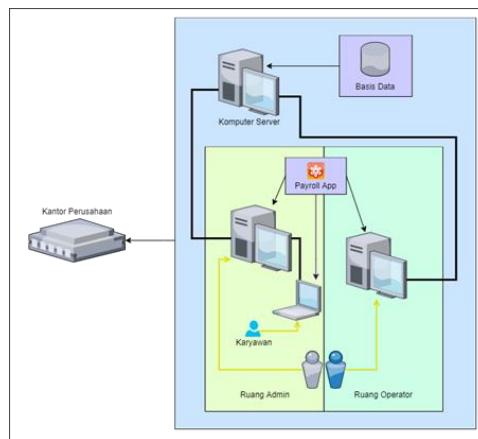 Basis Data
Komputer Server
Payroll App
Kantor Perusahaan
Karyawan
Ruang Admin
Ruang Operator